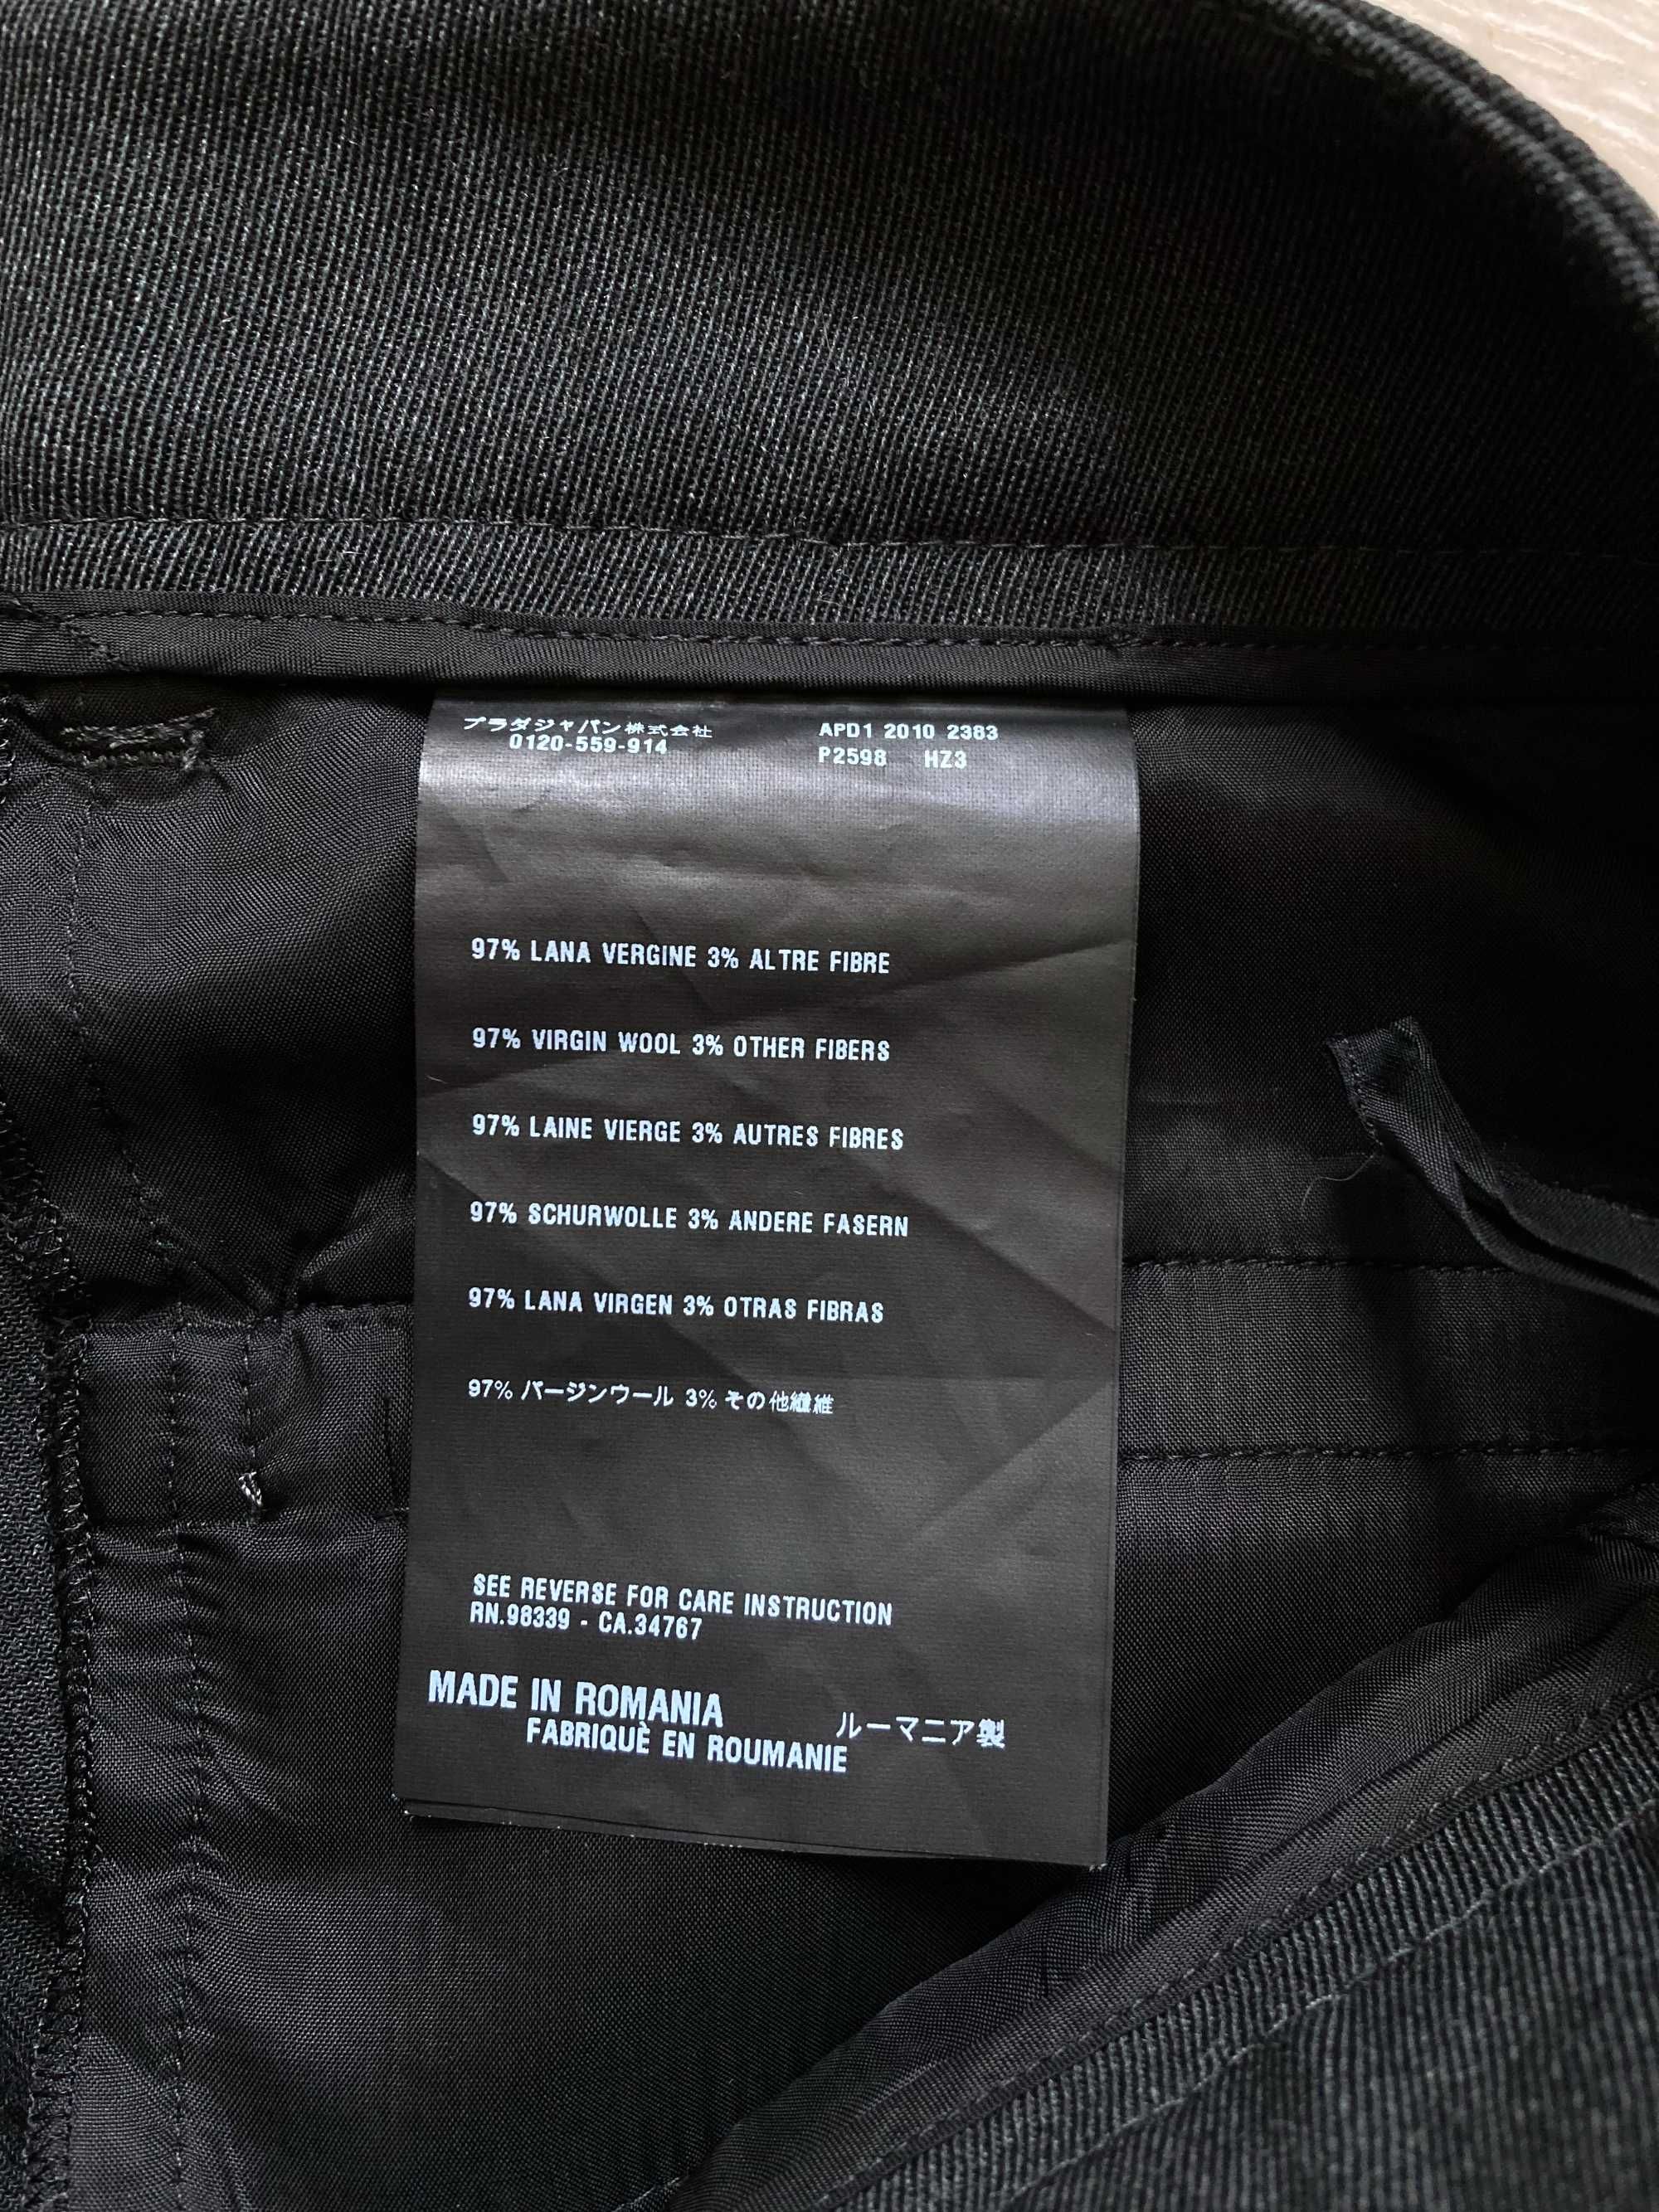 プラダジャパン株式会社
0120-559-914
APD1 2010 2383
P2598 HZ3
97% LANA VERGINE 3% ALTRE FIBRE
97% VIRGIN WOOL 3% OTHER FIBERS
97% LAINE VIERGE 3% AUTRES FIBRES
97% SCHURWOLLE 3% ANDERE FASERN
97% LANA VIRGEN 3% OTRAS FIBRAS
97% バージンウール 3% その他繊維
SEE REVERSE FOR CARE INSTRUCTION
RN.98339 - CA.34767
MADE IN ROMANIA
FABRIQUÈ EN ROUMANIE
ルーマニア製